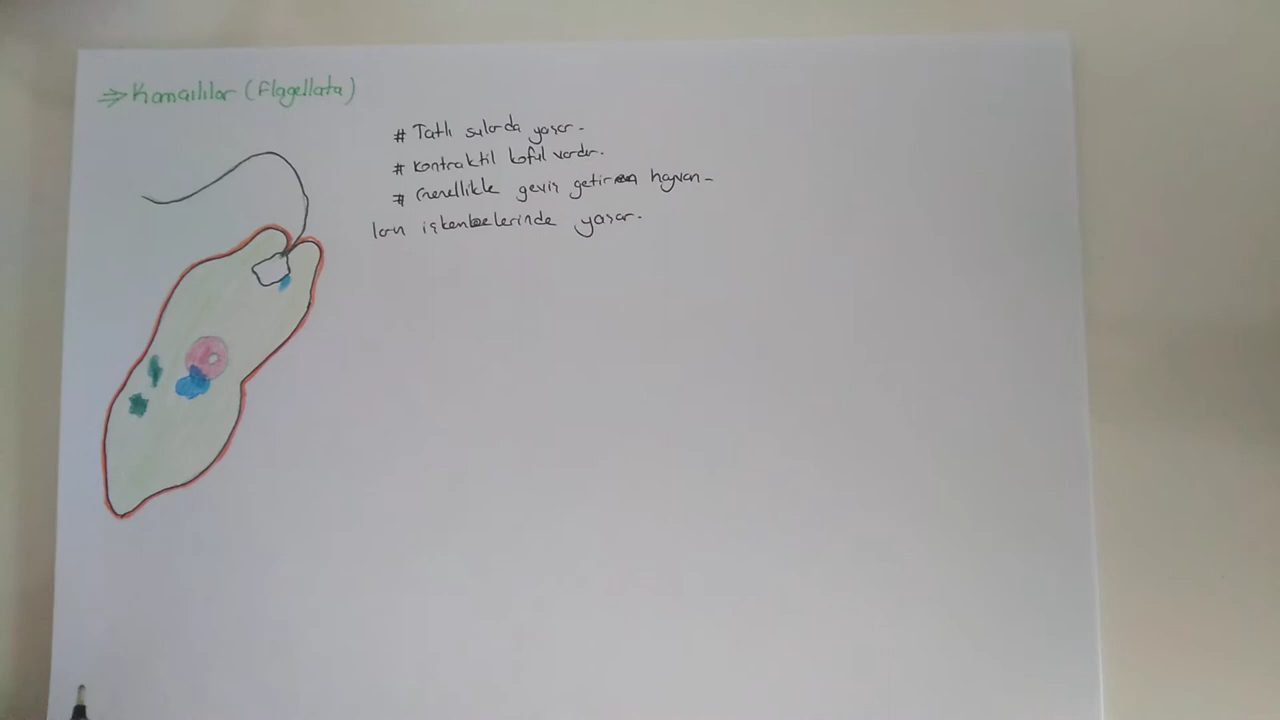 ⇒ Kamçılılar (Flagellata)
# Tatlı sularda yaşar.
# Kontraktil koful vardır.
# Genellikle geviş getiren hayvan-
ların işkembelerinde yaşar.